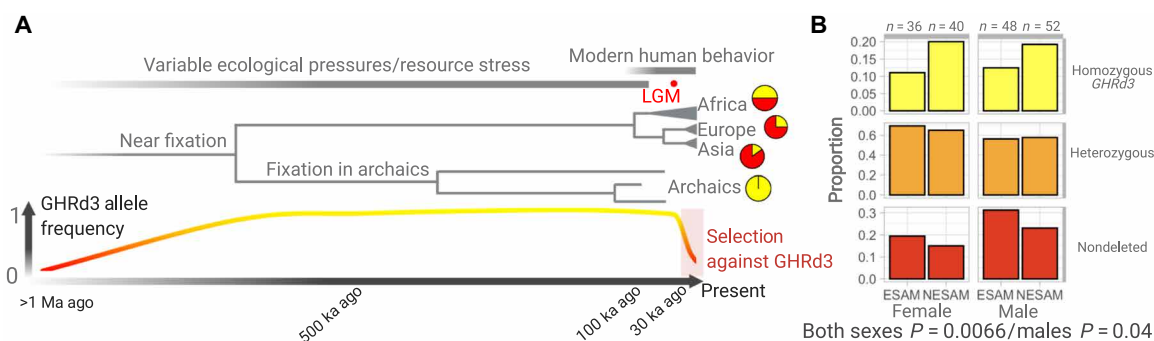 A
Variable ecological pressures/resource stress
Modern human behavior
LGM
Africa
Europe
Asia
Near fixation
Fixation in archaics
Archaics
1
GHRd3 allele
frequency
0
Selection
against GHRd3
>1 Ma ago
500 ka ago
100 ka ago
30 ka ago
Present
B
n = 36 n = 40
n = 48 n = 52
Proportion
0.20
0.15
0.10
0.05
0.00
Homozygous
GHRd3
0.6
0.4
0.2
0.0
Heterozygous
0.3
0.2
0.1
0.0
Nondeleted
ESAM NESAM
ESAM NESAM
Female
Male
Both sexes P = 0.0066/males P = 0.04